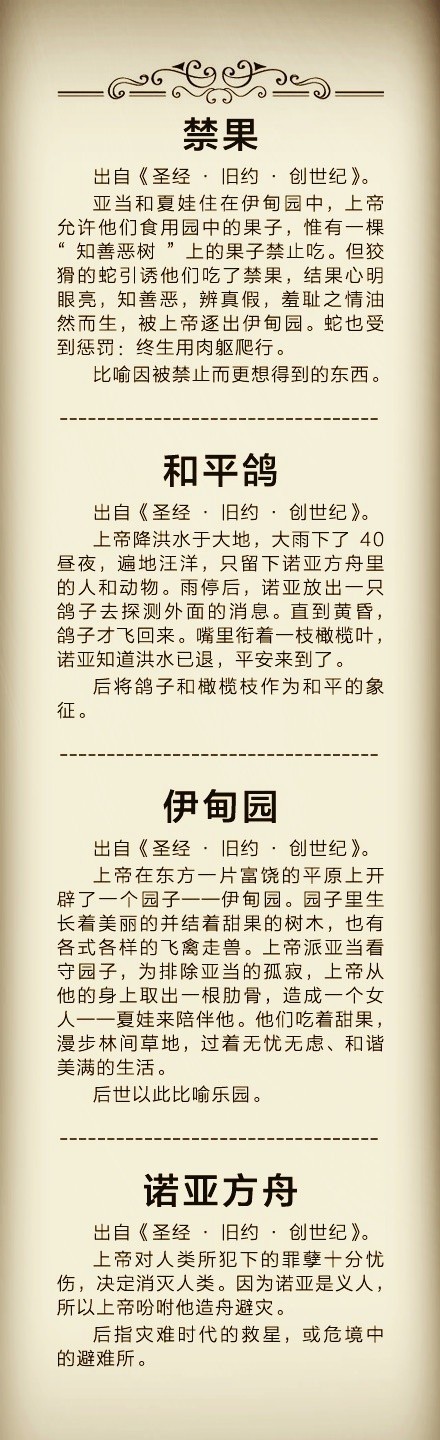 禁果
出自《圣经 · 旧约 · 创世纪》。
亚当和夏娃住在伊甸园中，上帝
允许他们食用园中的果子，惟有一棵
“ 知善恶树 ” 上的果子禁止吃。但狡
猾的蛇引诱他们吃了禁果，结果心明
眼亮，知善恶，辨真假，羞耻之情油
然而生，被上帝逐出伊甸园。蛇也受
到惩罚：终生用肉躯爬行。
比喻因被禁止而更想得到的东西。
和平鸽
出自《圣经 · 旧约 · 创世纪》。
上帝降洪水于大地，大雨下了 40
昼夜，遍地汪洋，只留下诺亚方舟里
的人和动物。雨停后，诺亚放出一只
鸽子去探测外面的消息。直到黄昏，
鸽子才飞回来。嘴里衔着一枝橄榄叶，
诺亚知道洪水已退，平安来到了。
后将鸽子和橄榄枝作为和平的象
征。
伊甸园
出自《圣经 · 旧约 · 创世纪》。
上帝在东方一片富饶的平原上开
辟了一个园子——伊甸园。园子里生
长着美丽的并结着甜果的树木，也有
各式各样的飞禽走兽。上帝派亚当看
守园子，为排除亚当的孤寂，上帝从
他的身上取出一根肋骨，造成一个女
人——夏娃来陪伴他。他们吃着甜果，
漫步林间草地，过着无忧无虑、和谐
美满的生活。
后世以此比喻乐园。
诺亚方舟
出自《圣经 · 旧约 · 创世纪》。
上帝对人类所犯下的罪孽十分忧
伤，决定消灭人类。因为诺亚是义人，
所以上帝吩咐他造舟避灾。
后指灾难时代的救星，或危境中
的避难所。